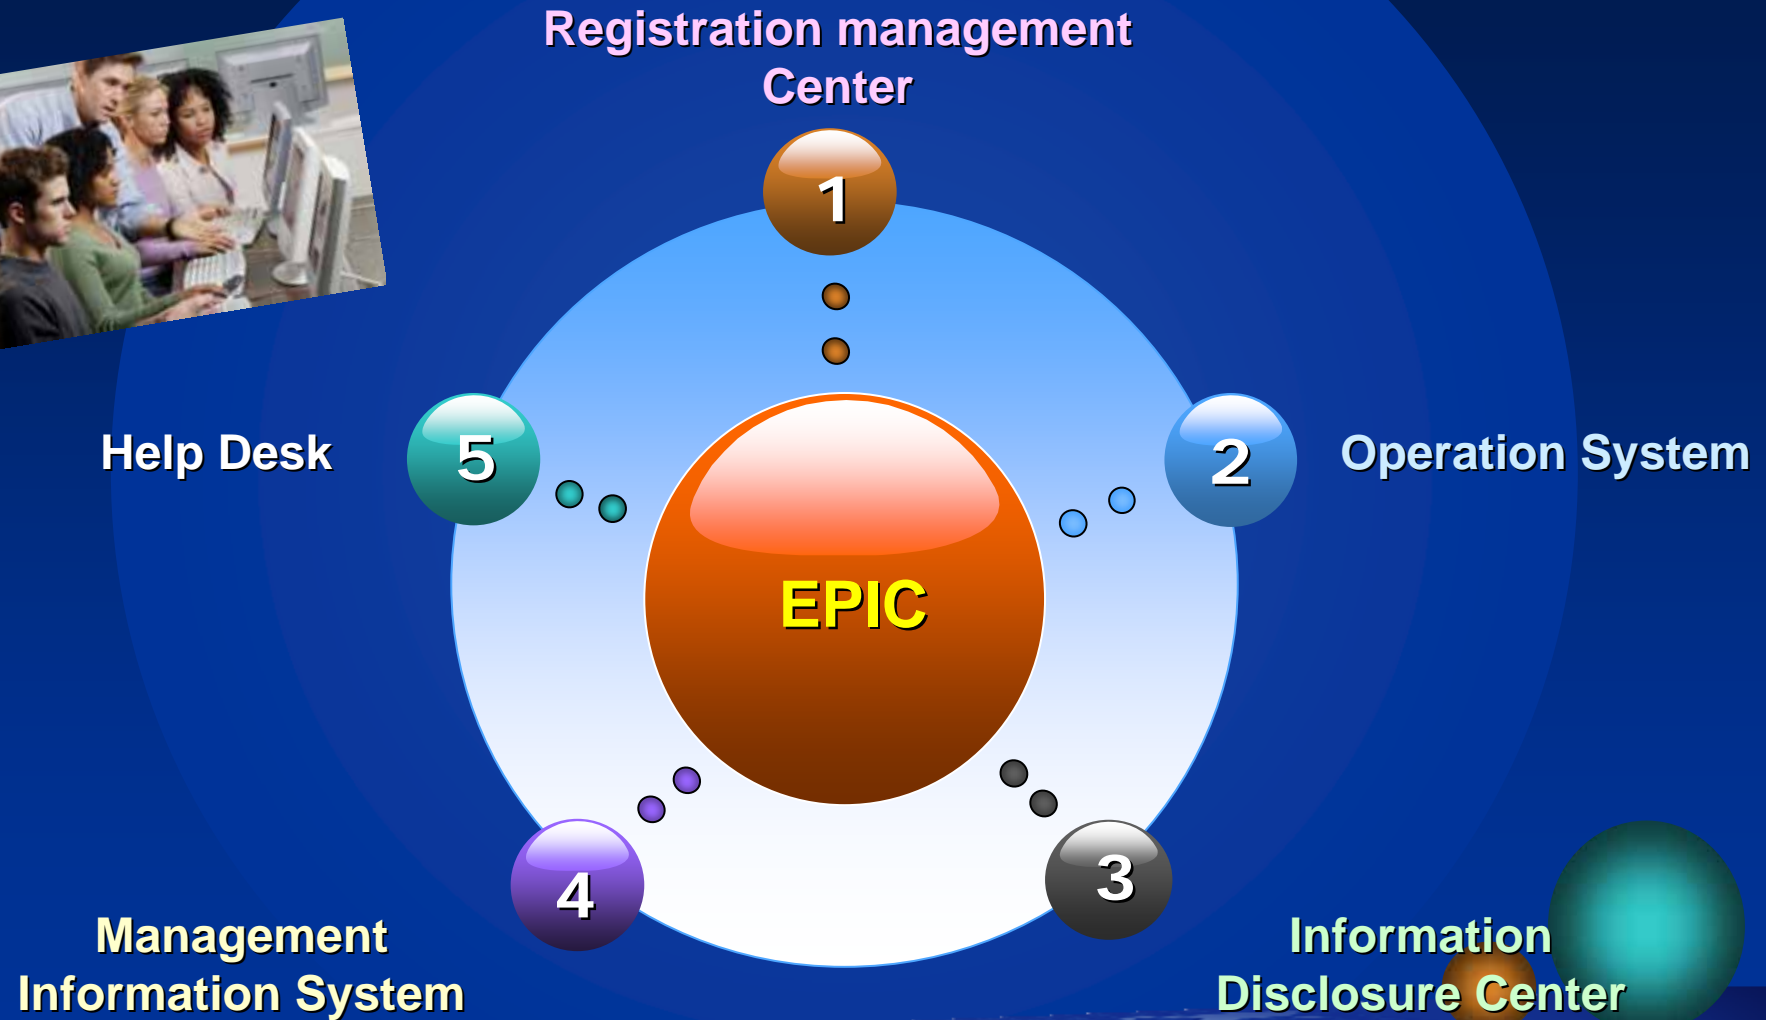 Registration management
Center
1
5
2
Help Desk
Operation System
EPIC
4
3
Management
Information System
Information
Disclosure Center